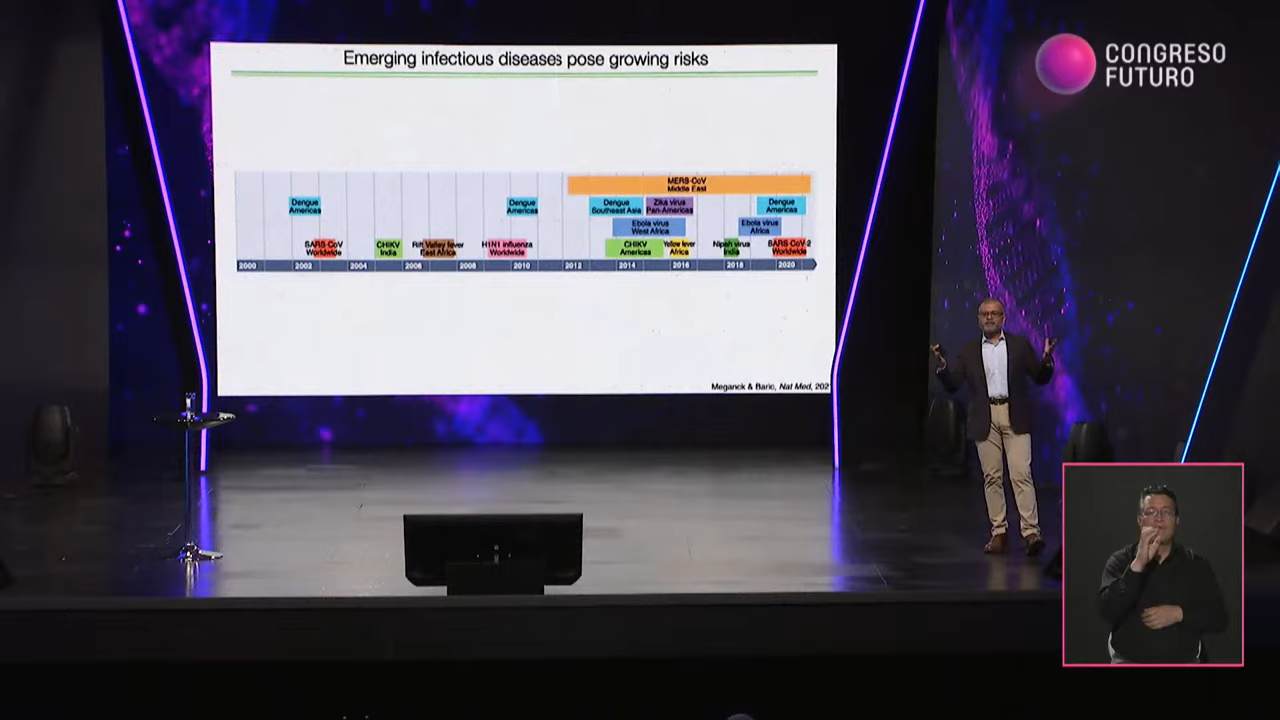 Emerging infectious diseases pose growing risks
CONGRESO
FUTURO
MERS-CoV
Middle East
Dengue
Americas
Dengue
Americas
Dengue
Southeast Asia
Zika virus
Pan-Americas
Dengue
Americas
Ebola virus
West Africa
Ebola virus
Africa
SARS-CoV
Worldwide
CHIKV
India
Rift Valley fever
East Africa
H1N1 influenza
Worldwide
CHIKV
Americas
Yellow fever
Africa
Nipah virus
India
SARS-CoV-2
Worldwide
2000 2002 2004 2006 2008 2010 2012 2014 2016 2018 2020
Meganck & Baric, Nat Med, 202